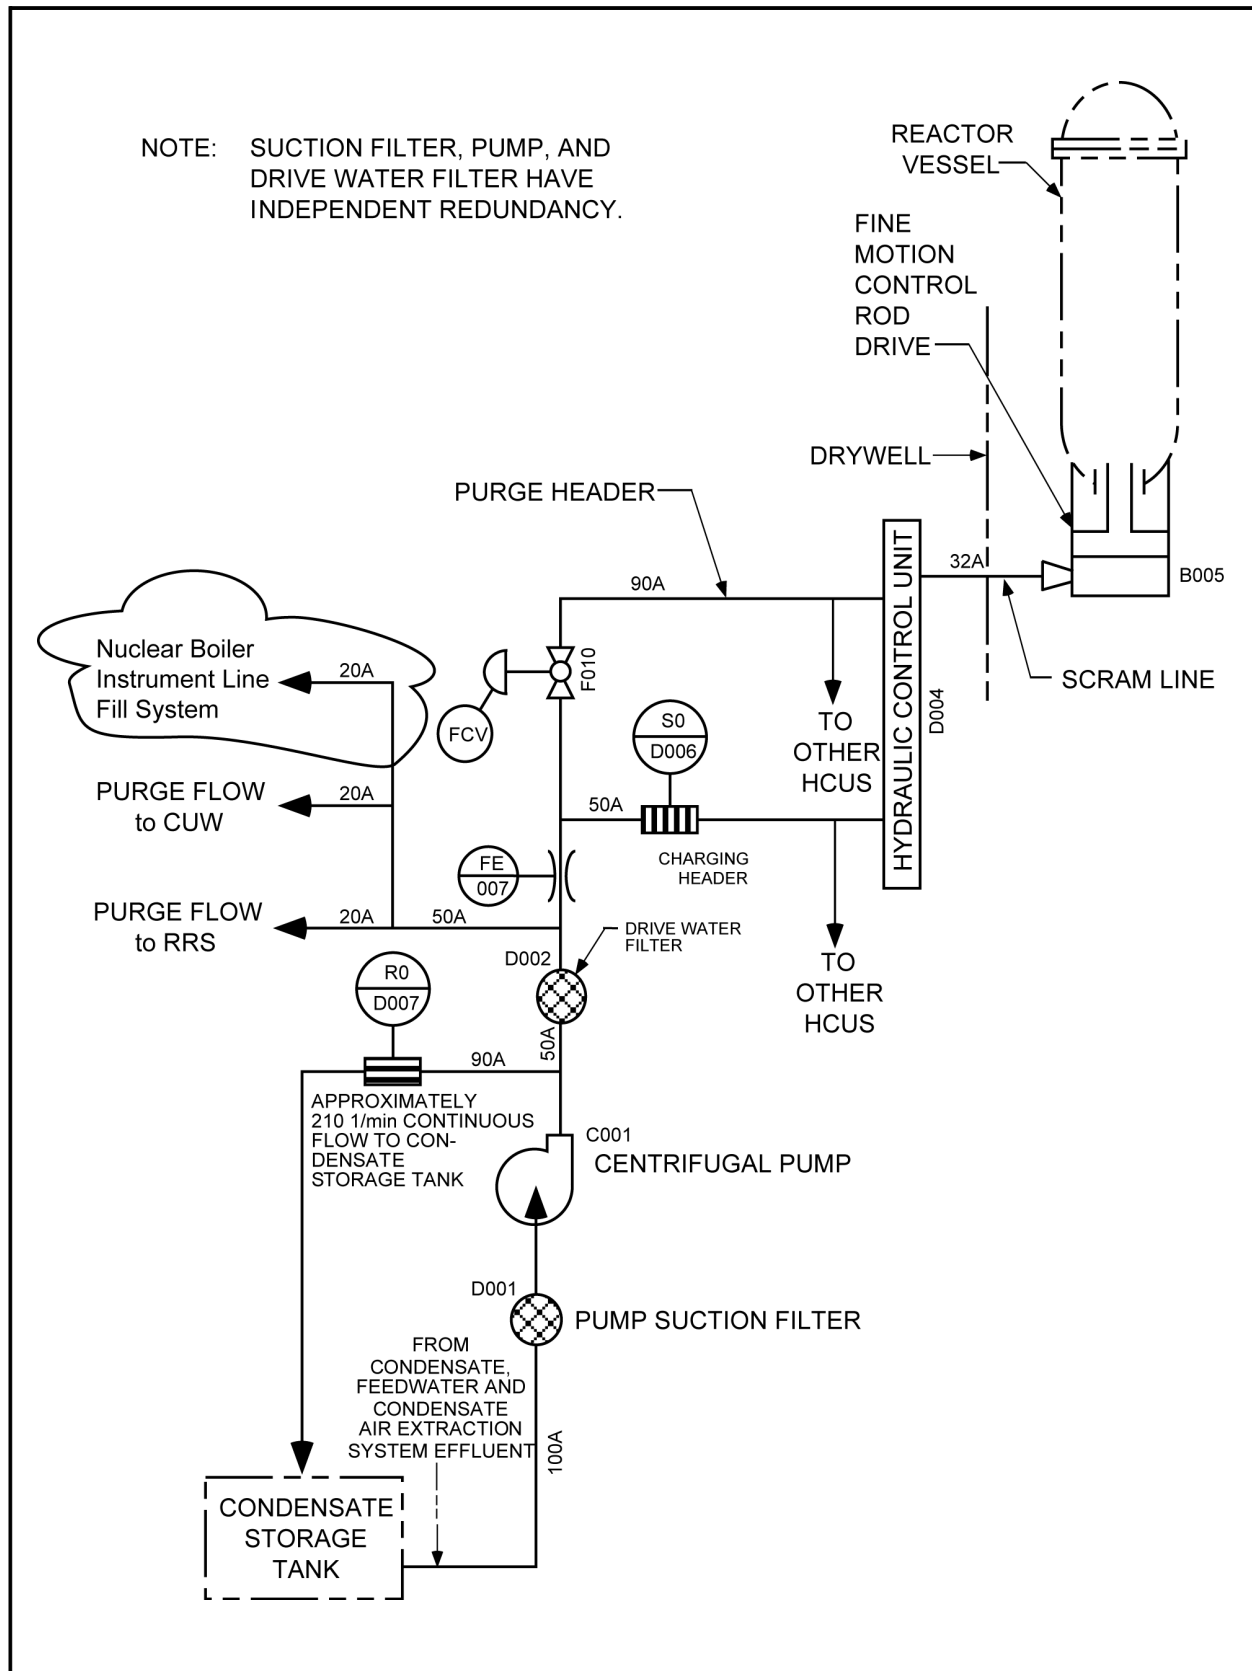 NOTE: SUCTION FILTER, PUMP, AND
DRIVE WATER FILTER HAVE
INDEPENDENT REDUNDANCY.
REACTOR
VESSEL
FINE
MOTION
CONTROL
ROD
DRIVE
DRYWELL
PURGE HEADER
32A
B005
90A
HYDRAULIC CONTROL UNIT
D004
SCRAM LINE
Nuclear Boiler
Instrument Line
Fill System
20A
F010
FCV
TO
OTHER
HCUS
S0
D006
PURGE FLOW
to CUW
20A
50A
CHARGING
HEADER
FE
007
PURGE FLOW
to RRS
20A
50A
DRIVE WATER
FILTER
D002
TO
OTHER
HCUS
R0
D007
50A
90A
APPROXIMATELY
210 1/min CONTINUOUS
FLOW TO CON-
DENSATE
STORAGE TANK
C001
CENTRIFUGAL PUMP
D001
PUMP SUCTION FILTER
FROM
CONDENSATE,
FEEDWATER AND
CONDENSATE
AIR EXTRACTION
SYSTEM EFFLUENT
100A
CONDENSATE
STORAGE
TANK